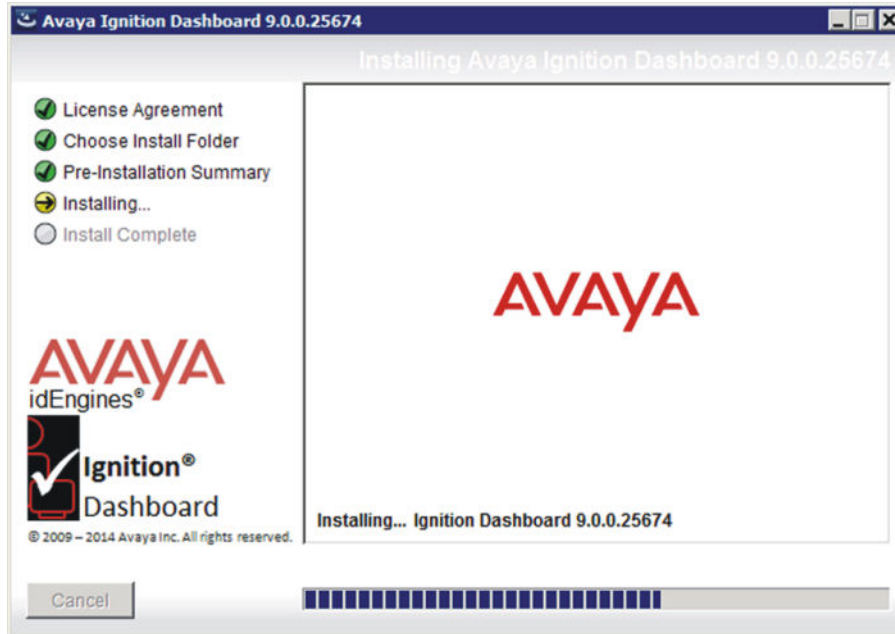 Avaya Ignition Dashboard 9.0.0.25674
Installing Avaya Ignition Dashboard 9.0.0.25674
License Agreement
Choose Install Folder
Pre-Installation Summary
Installing...
Install Complete
AVAYA
AVAYA
idEngines®
Ignition®
Dashboard
© 2009 – 2014 Avaya Inc. All rights reserved.
Installing... Ignition Dashboard 9.0.0.25674
Cancel